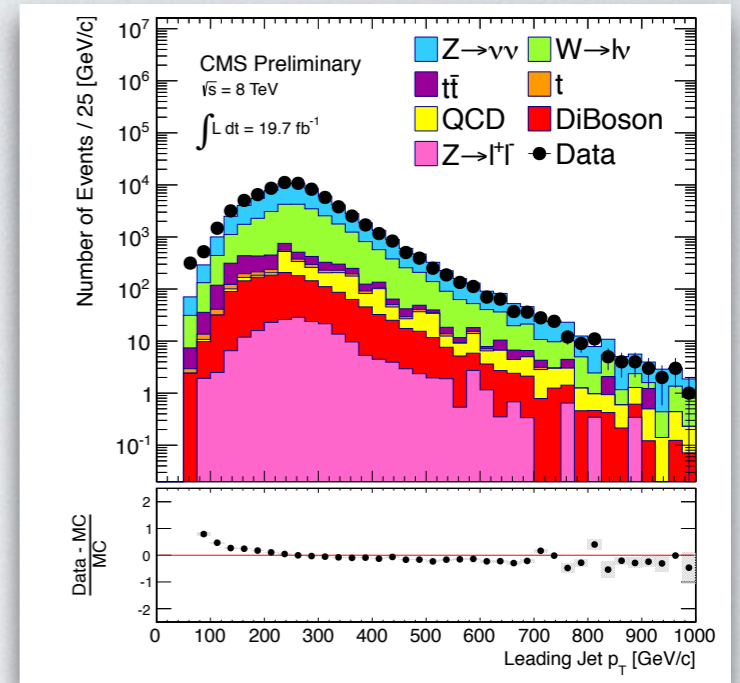 Number of Events / 25 [GeV/c]
10⁷
10⁶
10⁵
10⁴
10³
10²
10
1
10⁻¹
CMS Preliminary
√s = 8 TeV
∫L dt = 19.7 fb⁻¹
Z→νν W→lν
tt̄ t
QCD DiBoson
Z→l⁺l⁻ Data
Data - MC
MC
2
1
0
-1
-2
0 100 200 300 400 500 600 700 800 900 1000
Leading Jet p_T [GeV/c]